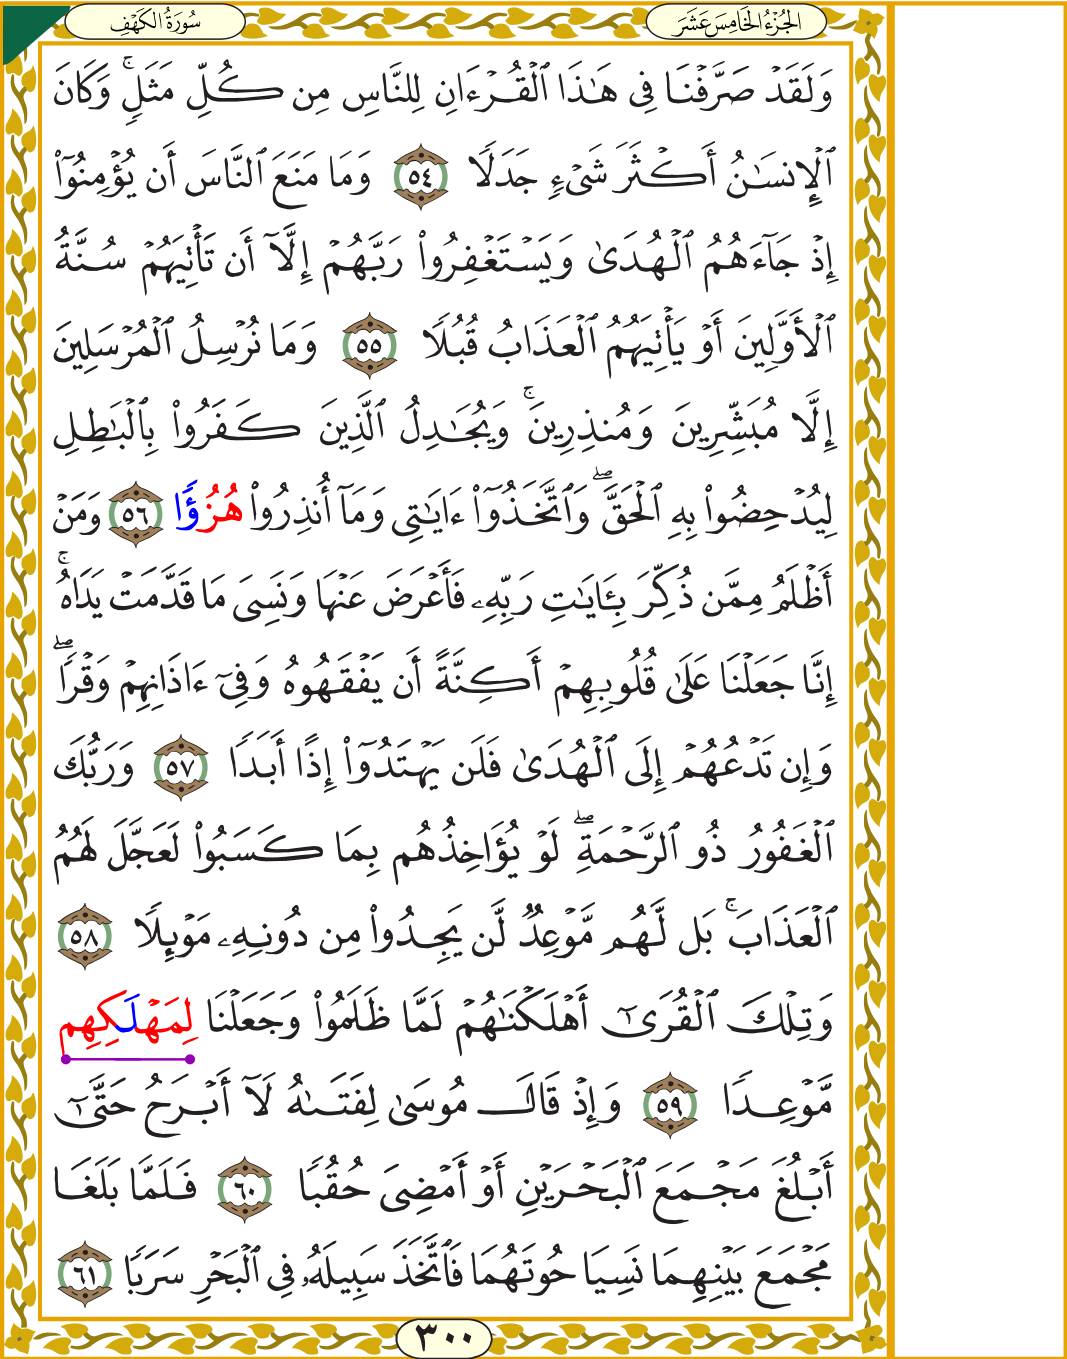 الجُزْءُ الخَامِسَ عَشَرَ
سُورَةُ الكَهْفِ
وَلَقَدْ صَرَّفْنَا فِى هَـٰذَا ٱلْقُرْءَانِ لِلنَّاسِ مِن كُلِّ مَثَلٍۚ وَكَانَ
ٱلْإِنسَـٰنُ أَكْثَرَ شَىْءٍ جَدَلًا ٥٤ وَمَا مَنَعَ ٱلنَّاسَ أَن يُؤْمِنُوٓا۟
إِذْ جَآءَهُمُ ٱلْهُدَىٰ وَيَسْتَغْفِرُوا۟ رَبَّهُمْ إِلَّآ أَن تَأْتِيَهُمْ سُنَّةُ
ٱلْأَوَّلِينَ أَوْ يَأْتِيَهُمُ ٱلْعَذَابُ قُبُلًا ٥٥ وَمَا نُرْسِلُ ٱلْمُرْسَلِينَ
إِلَّا مُبَشِّرِينَ وَمُنذِرِينَۚ وَيُجَـٰدِلُ ٱلَّذِينَ كَفَرُوا۟ بِٱلْبَـٰطِلِ
لِيُدْحِضُوا۟ بِهِ ٱلْحَقَّۖ وَٱتَّخَذُوٓا۟ ءَايَـٰتِى وَمَآ أُنذِرُوا۟ هُزُؤًا ٥٦ وَمَنْ
أَظْلَمُ مِمَّن ذُكِّرَ بِـَٔايَـٰتِ رَبِّهِۦ فَأَعْرَضَ عَنْهَا وَنَسِىَ مَا قَدَّمَتْ يَدَاهُۚ
إِنَّا جَعَلْنَا عَلَىٰ قُلُوبِهِمْ أَكِنَّةً أَن يَفْقَهُوهُ وَفِىٓ ءَاذَانِهِمْ وَقْرًاۖ
وَإِن تَدْعُهُمْ إِلَى ٱلْهُدَىٰ فَلَن يَهْتَدُوٓا۟ إِذًا أَبَدًا ٥٧ وَرَبُّكَ
ٱلْغَفُورُ ذُو ٱلرَّحْمَةِۖ لَوْ يُؤَاخِذُهُم بِمَا كَسَبُوا۟ لَعَجَّلَ لَهُمُ
ٱلْعَذَابَۚ بَل لَّهُم مَّوْعِدٌ لَّن يَجِدُوا۟ مِن دُونِهِۦ مَوْئِلًا ٥٨
وَتِلْكَ ٱلْقُرَىٰٓ أَهْلَكْنَـٰهُمْ لَمَّا ظَلَمُوا۟ وَجَعَلْنَا لِمَهْلَكِهِم
مَّوْعِدًا ٥٩ وَإِذْ قَالَ مُوسَىٰ لِفَتَىٰهُ لَآ أَبْرَحُ حَتَّىٰٓ
أَبْلُغَ مَجْمَعَ ٱلْبَحْرَيْنِ أَوْ أَمْضِىَ حُقُبًا ٦٠ فَلَمَّا بَلَغَا
مَجْمَعَ بَيْنِهِمَا نَسِيَا حُوتَهُمَا فَٱتَّخَذَ سَبِيلَهُۥ فِى ٱلْبَحْرِ سَرَبًا ٦١
٣٠٠